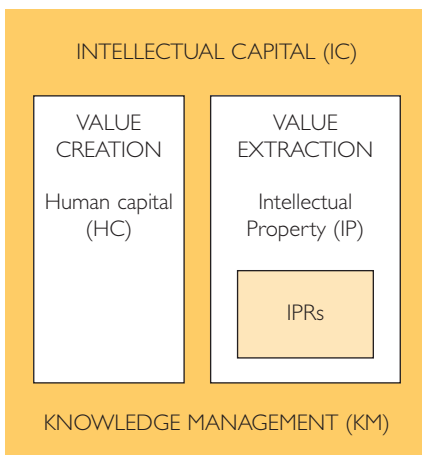 INTELLECTUAL CAPITAL (IC)
VALUE
CREATION
Human capital
(HC)
VALUE
EXTRACTION
Intellectual
Property (IP)
IPRs
KNOWLEDGE MANAGEMENT (KM)